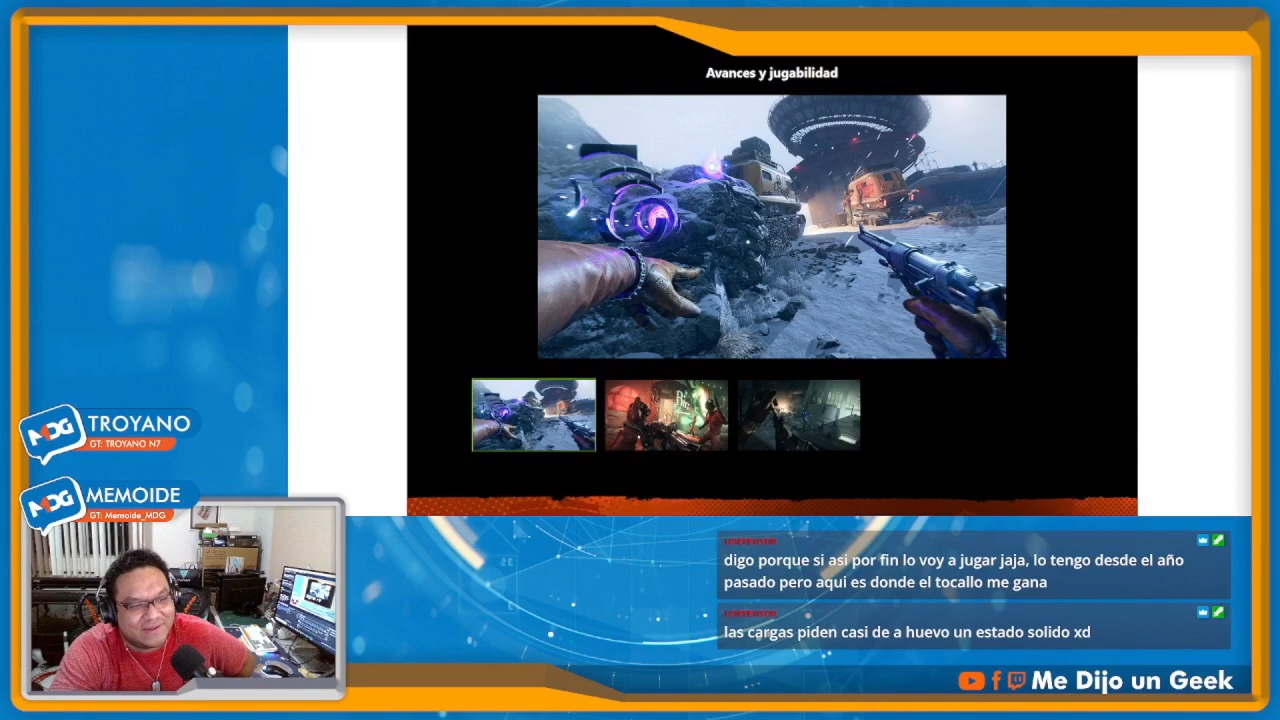 Avances y jugabilidad
MDG
TROYANO
GT: TROYANO N7
MDG
MEMOIDE
GT: Memoide_MDG
digo porque si asi por fin lo voy a jugar jaja, lo tengo desde el año
pasado pero aqui es donde el tocallo me gana
las cargas piden casi de a huevo un estado solido xd
Me Dijo un Geek